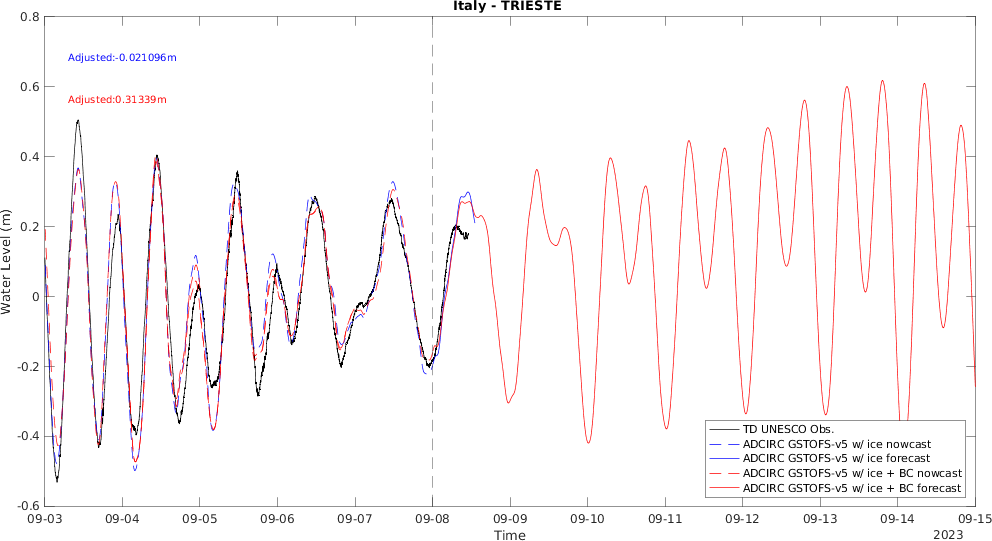 Italy - TRIESTE
Adjusted:-0.021096m
Adjusted:0.31339m
Water Level (m)
0.8
0.6
0.4
0.2
0
-0.2
-0.4
-0.6
TD UNESCO Obs.
ADCIRC GSTOFS-v5 w/ ice nowcast
ADCIRC GSTOFS-v5 w/ ice forecast
ADCIRC GSTOFS-v5 w/ ice + BC nowcast
ADCIRC GSTOFS-v5 w/ ice + BC forecast
09-03 09-04 09-05 09-06 09-07 09-08 09-09 09-10 09-11 09-12 09-13 09-14 09-15
Time
2023